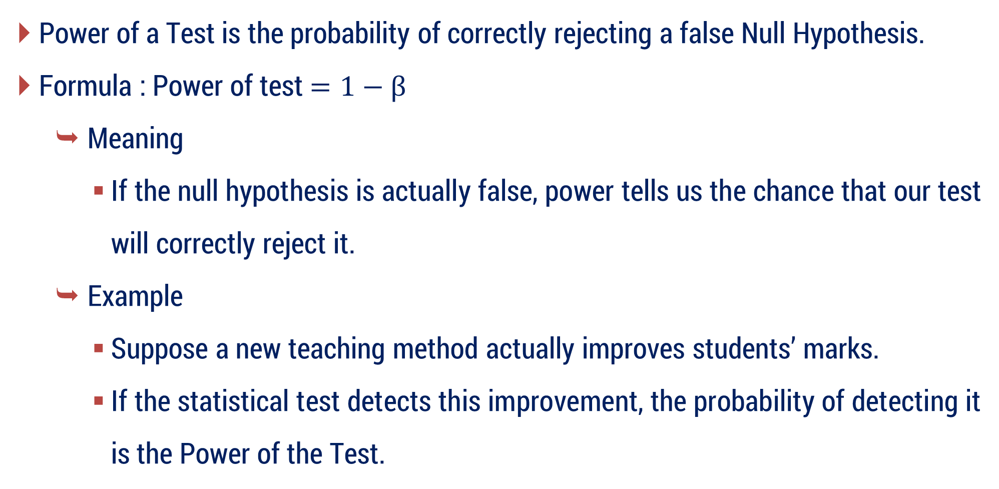 Power of a Test is the probability of correctly rejecting a false Null Hypothesis.
Formula : Power of test = 1 − β
Meaning
If the null hypothesis is actually false, power tells us the chance that our test
will correctly reject it.
Example
Suppose a new teaching method actually improves students’ marks.
If the statistical test detects this improvement, the probability of detecting it
is the Power of the Test.